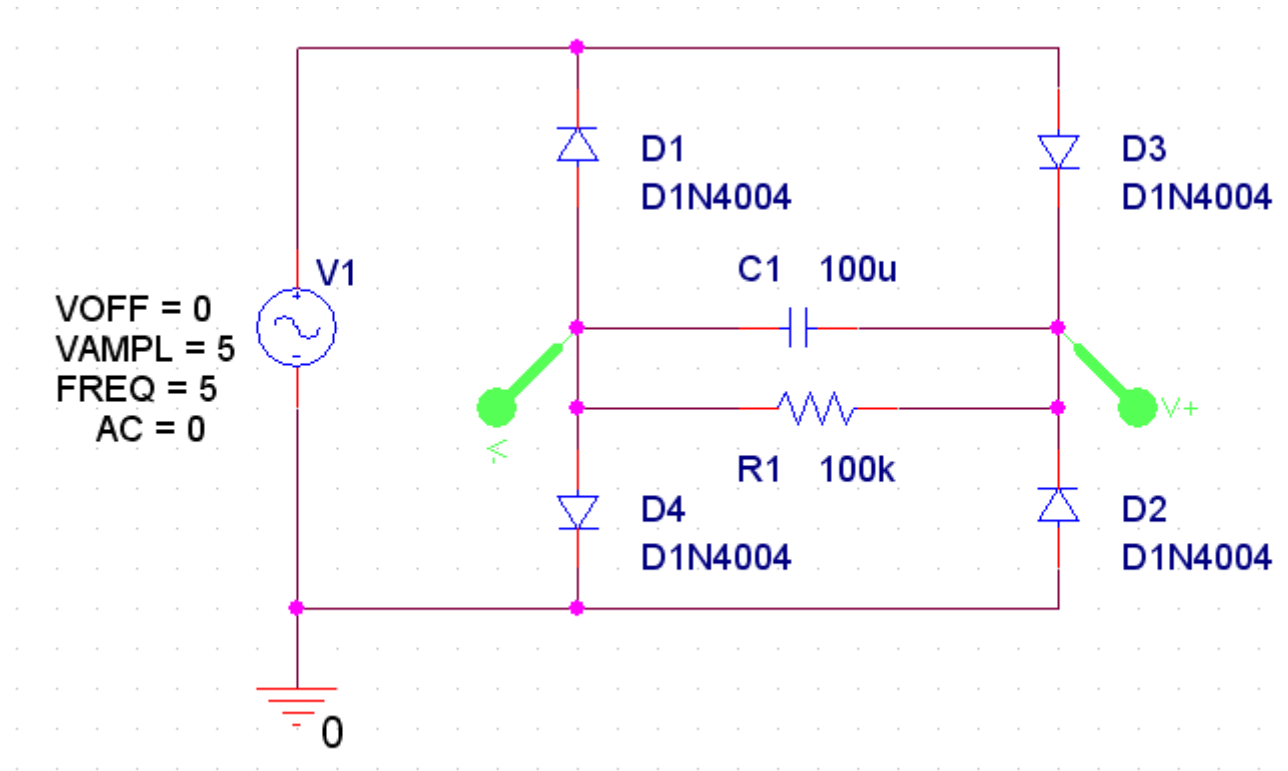 D1
D1N4004
D3
D1N4004
V1
C1 100u
VOFF = 0
VAMPL = 5
FREQ = 5
AC = 0
+
-
V+
V-
R1 100k
D4
D1N4004
D2
D1N4004
0